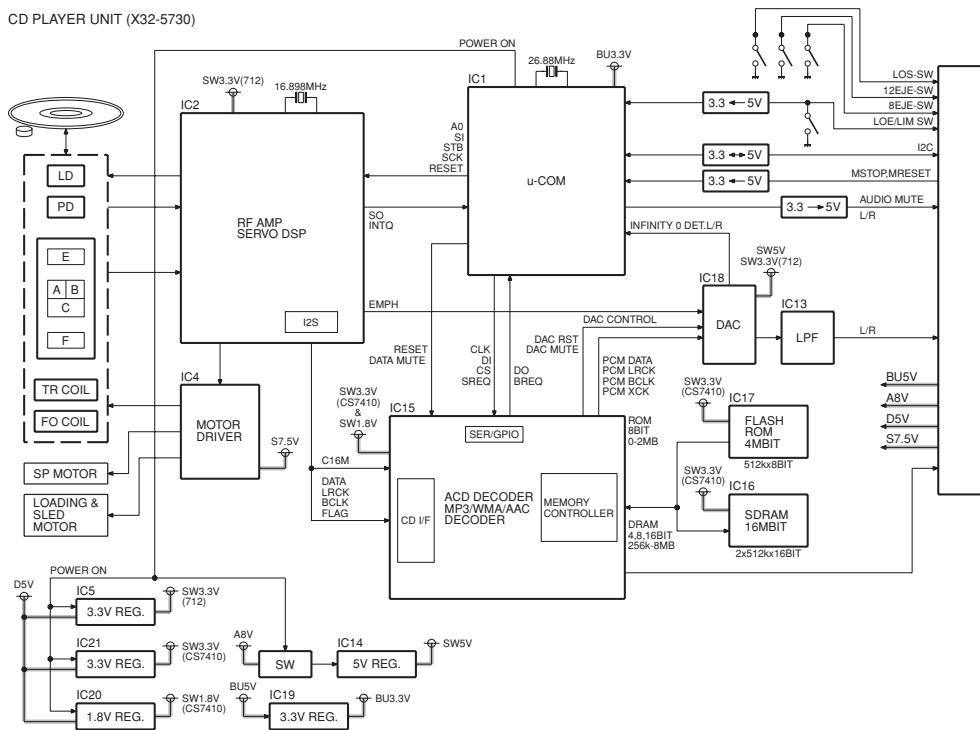 CD PLAYER UNIT (X32-5730)
POWER ON
SW3.3V(712)
16.898MHz
IC2
IC1
26.88MHz
BU3.3V
LOS-SW
12EJE-SW
8EJE-SW
LOE/LIM SW
3.3 ← 5V
I2C
3.3 ↔ 5V
MSTOP,MRESET
3.3 ← 5V
AUDIO MUTE
L/R
3.3 → 5V
A0
SI
STB
SCK
RESET
u-COM
SO
INTQ
RF AMP
SERVO DSP
I2S
LD
PD
E
A B
C
F
TR COIL
FO COIL
INFINITY 0 DET.L/R
SW5V
SW3.3V(712)
IC18
DAC
IC13
LPF
L/R
EMPH
DAC CONTROL
RESET
DATA MUTE
CLK
DI
CS
SREQ
DO
BREQ
DAC RST
DAC MUTE
PCM DATA
PCM LRCK
PCM BCLK
PCM XCK
BU5V
A8V
D5V
S7.5V
IC4
MOTOR
DRIVER
S7.5V
SP MOTOR
LOADING &
SLED
MOTOR
SW3.3V
(CS7410)
&
SW1.8V
IC15
SER/GPIO
C16M
DATA
LRCK
BCLK
FLAG
CD I/F
ACD DECODER
MP3/WMA/AAC
DECODER
MEMORY
CONTROLLER
ROM
8BIT
0-2MB
SW3.3V
(CS7410)
IC17
FLASH
ROM
4MBIT
512kx8BIT
SW3.3V
(CS7410)
IC16
SDRAM
16MBIT
2x512kx16BIT
DRAM
4,8,16BIT
256k-8MB
POWER ON
D5V
IC5
3.3V REG.
SW3.3V
(712)
IC21
3.3V REG.
SW3.3V
(CS7410)
IC20
1.8V REG.
SW1.8V
(CS7410)
A8V
SW
IC14
5V REG.
SW5V
BU5V
IC19
3.3V REG.
BU3.3V